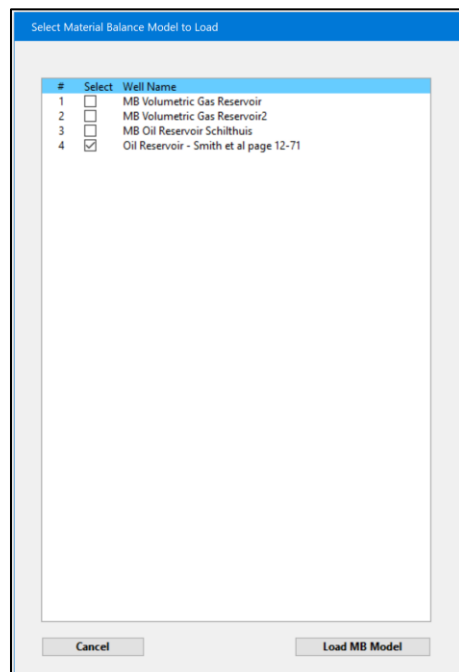 Select Material Balance Model to Load
# Select Well Name
1 MB Volumetric Gas Reservoir
2 MB Volumetric Gas Reservoir2
3 MB Oil Reservoir Schilthuis
4 Oil Reservoir - Smith et al page 12-71
Cancel Load MB Model